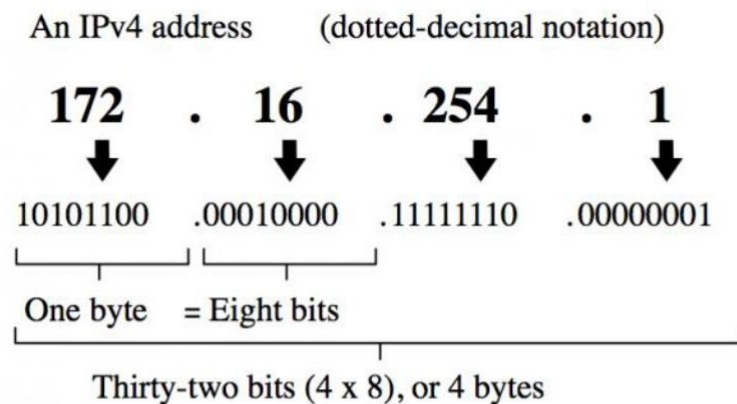 An IPv4 address (dotted-decimal notation)
172 . 16 . 254 . 1
10101100 .00010000 .11111110 .00000001
One byte = Eight bits
Thirty-two bits (4 x 8), or 4 bytes